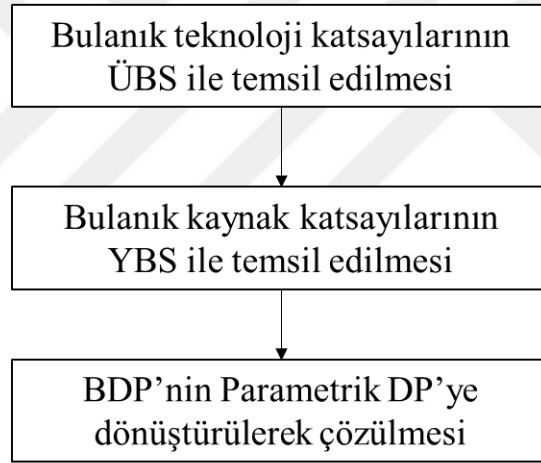 Bulanık teknoloji katsayılarının
ÜBS ile temsil edilmesi
Bulanık kaynak katsayılarının
YBS ile temsil edilmesi
BDP’nin Parametrik DP’ye
dönüştürülerek çözülmesi